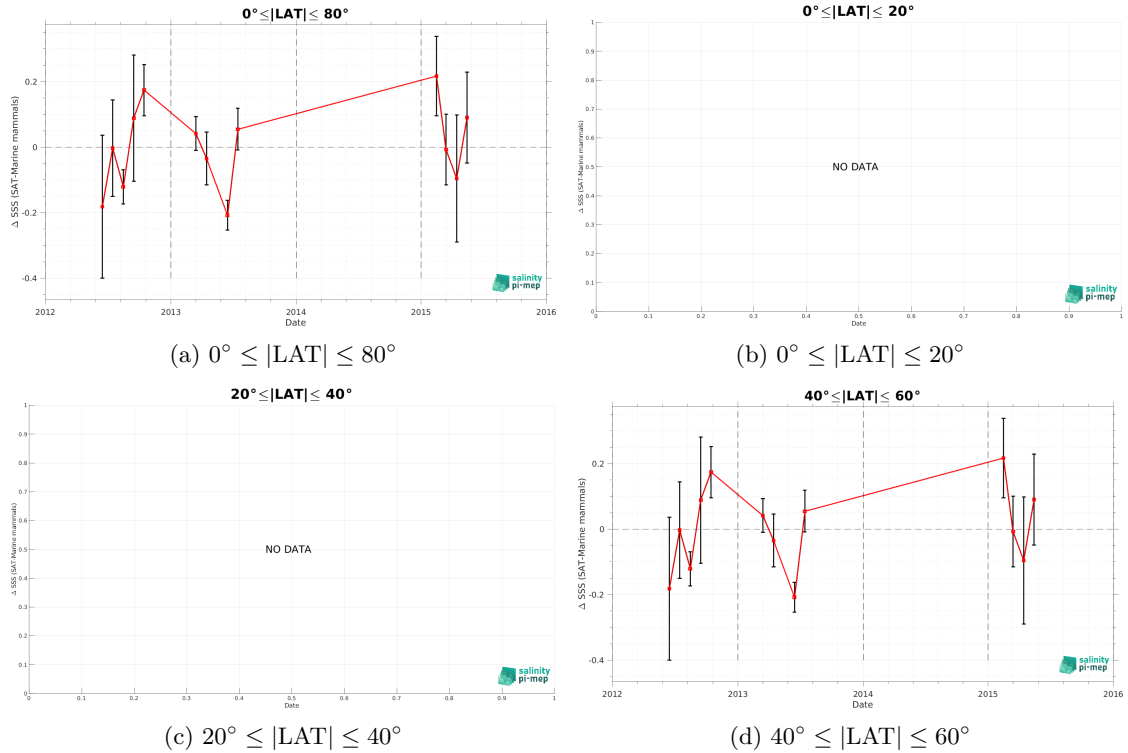 0°≤|LAT|≤ 80°
Δ SSS (SAT-Marine mammals)
0.2
0
-0.2
-0.4
2012 2013 2014 2015 2016
Date
salinity
pi-mep
(a) 0° ≤ |LAT| ≤ 80°
0°≤|LAT|≤ 20°
Δ SSS (SAT-Marine mammals)
1
0.9
0.8
0.7
0.6
0.5
0.4
0.3
0.2
0.1
0
NO DATA
0 0.1 0.2 0.3 0.4 0.5 0.6 0.7 0.8 0.9 1
Date
salinity
pi-mep
(b) 0° ≤ |LAT| ≤ 20°
20°≤|LAT|≤ 40°
Δ SSS (SAT-Marine mammals)
1
0.9
0.8
0.7
0.6
0.5
0.4
0.3
0.2
0.1
0
NO DATA
0 0.1 0.2 0.3 0.4 0.5 0.6 0.7 0.8 0.9 1
Date
salinity
pi-mep
(c) 20° ≤ |LAT| ≤ 40°
40°≤|LAT|≤ 60°
Δ SSS (SAT-Marine mammals)
0.2
0
-0.2
-0.4
2012 2013 2014 2015 2016
Date
salinity
pi-mep
(d) 40° ≤ |LAT| ≤ 60°